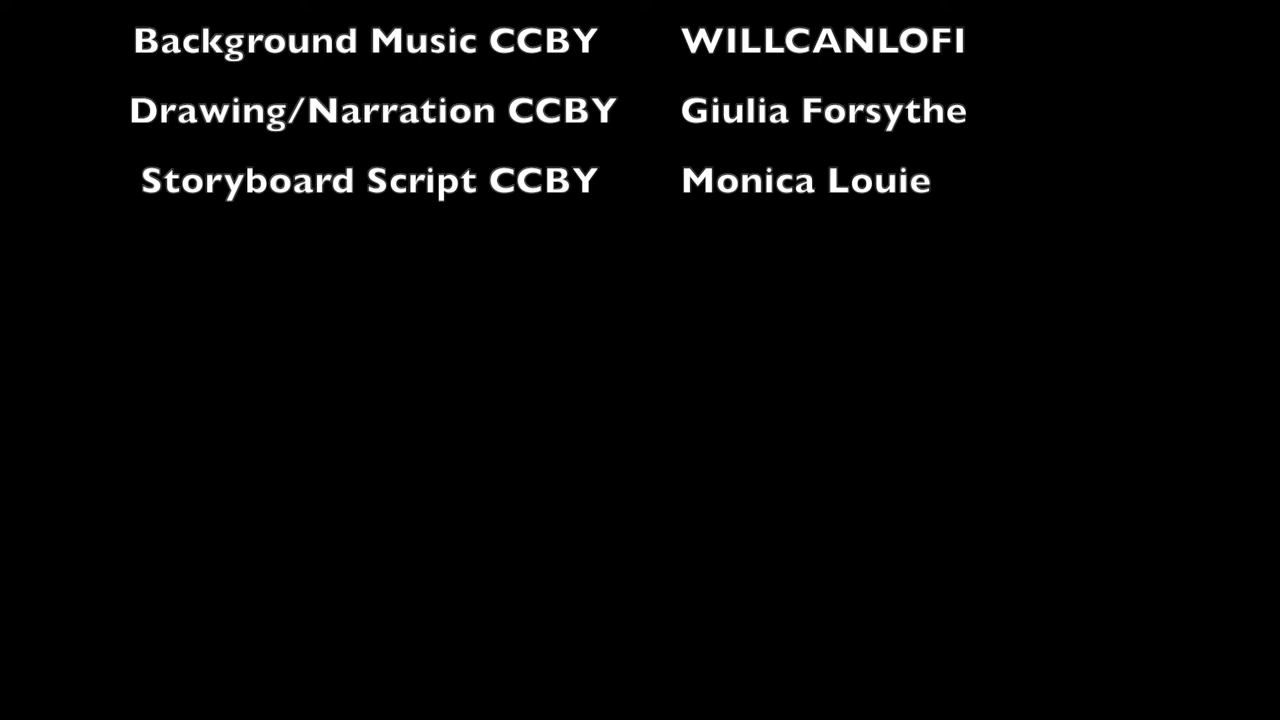 Background Music CCBY WILLCANLOFI
Drawing/Narration CCBY Giulia Forsythe
Storyboard Script CCBY Monica Louie